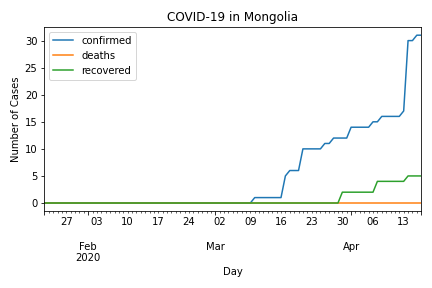 COVID-19 in Mongolia
confirmed
deaths
recovered
Number of Cases
30
25
20
15
10
5
0
27 03 10 17 24 02 09 16 23 30 06 13
Feb Mar Apr
2020
Day